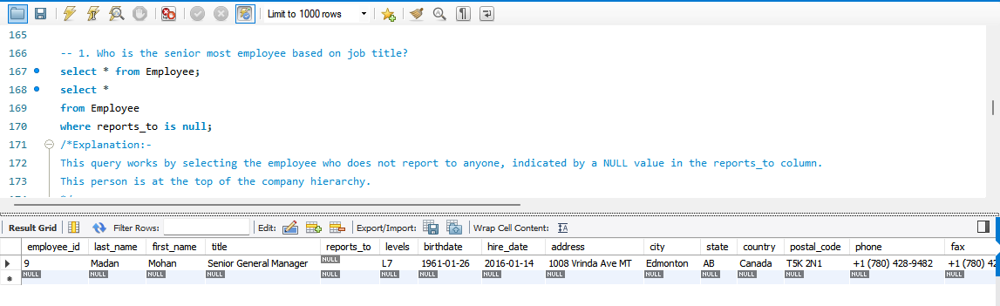 Limit to 1000 rows
165
166 -- 1. Who is the senior most employee based on job title?
167 select * from Employee;
168 select *
169 from Employee
170 where reports_to is null;
171 /*Explanation:-
172 This query works by selecting the employee who does not report to anyone, indicated by a NULL value in the reports_to column.
173 This person is at the top of the company hierarchy.
Result Grid Filter Rows: Edit: Export/Import: Wrap Cell Content: IA
employee_id last_name first_name title reports_to levels birthdate hire_date address city state country postal_code phone fax
9 Madan Mohan Senior General Manager NULL L7 1961-01-26 2016-01-14 1008 Vrinda Ave MT Edmonton AB Canada T5K 2N1 +1 (780) 428-9482 +1 (780) 42
NULL NULL NULL NULL NULL NULL NULL NULL NULL NULL NULL NULL NULL NULL NULL